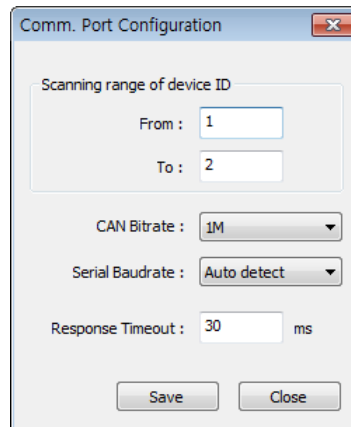 Comm. Port Configuration
Scanning range of device ID
From : 1
To : 2
CAN Bitrate : 1M
Serial Baudrate : Auto detect
Response Timeout : 30 ms
Save Close